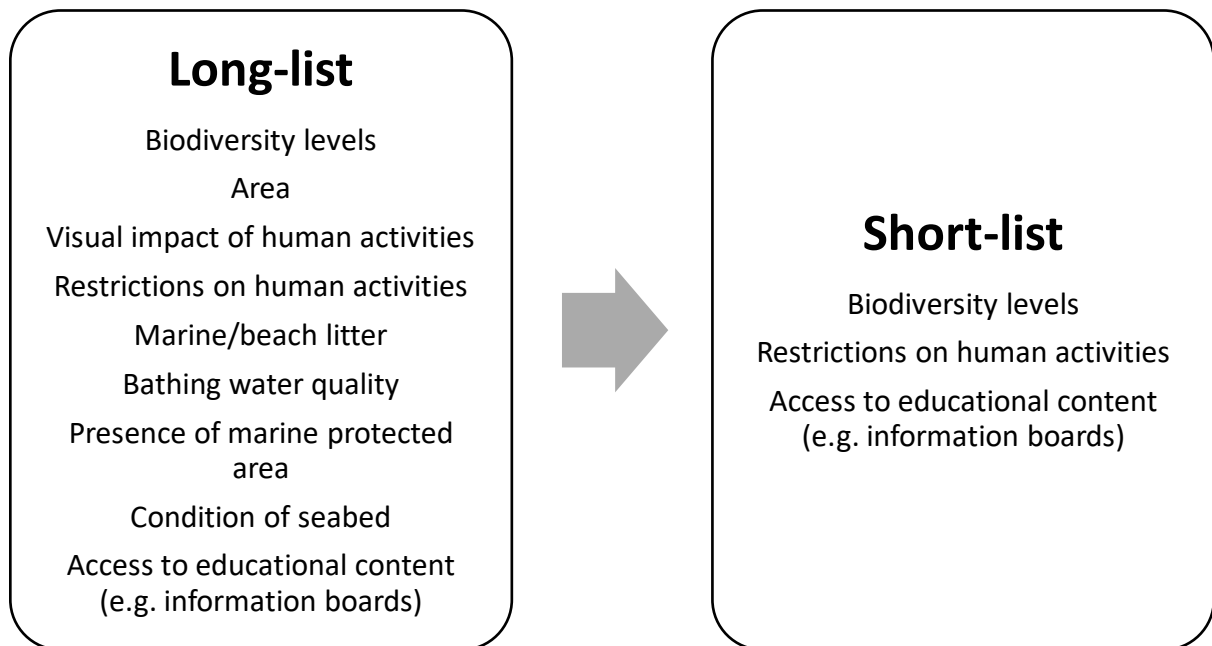 Long-list
Biodiversity levels
Area
Visual impact of human activities
Restrictions on human activities
Marine/beach litter
Bathing water quality
Presence of marine protected
area
Condition of seabed
Access to educational content
(e.g. information boards)
Short-list
Biodiversity levels
Restrictions on human activities
Access to educational content
(e.g. information boards)